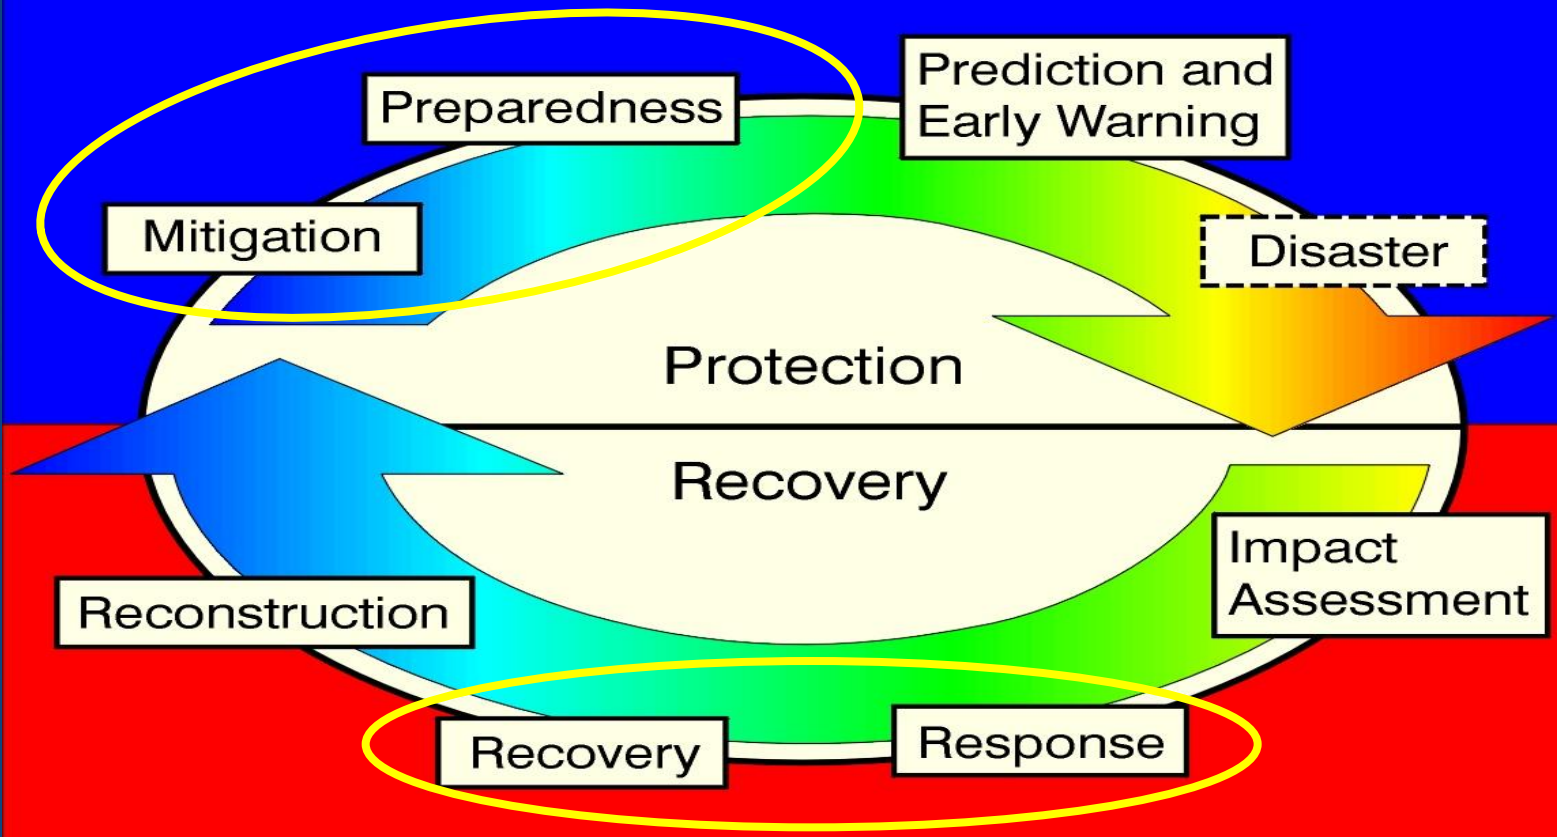 Preparedness
Prediction and
Early Warning
Mitigation
Disaster
Protection
Recovery
Impact
Assessment
Reconstruction
Recovery
Response